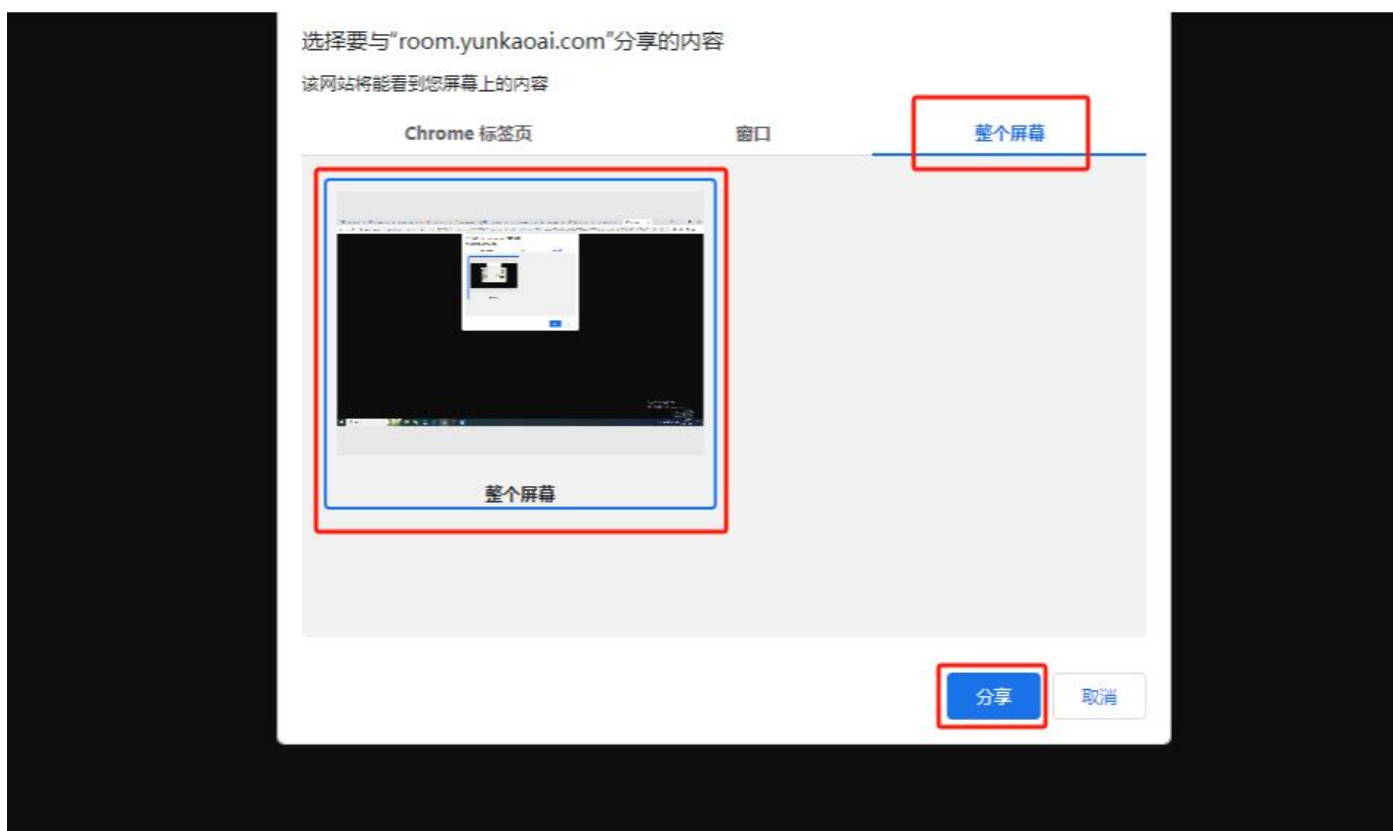 选择要与"room.yunkaoai.com"分享的内容
该网站将能看到您屏幕上的内容
Chrome 标签页
窗口
整个屏幕
整个屏幕
分享
取消